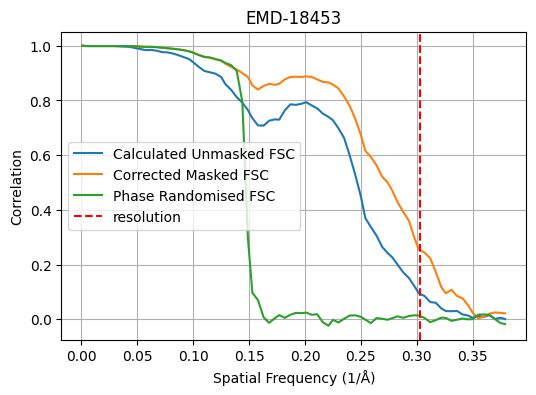 EMD-18453
1.0
0.8
0.6
0.4
0.2
0.0
Correlation
Calculated Unmasked FSC
Corrected Masked FSC
Phase Randomised FSC
resolution
0.00 0.05 0.10 0.15 0.20 0.25 0.30 0.35
Spatial Frequency (1/Å)